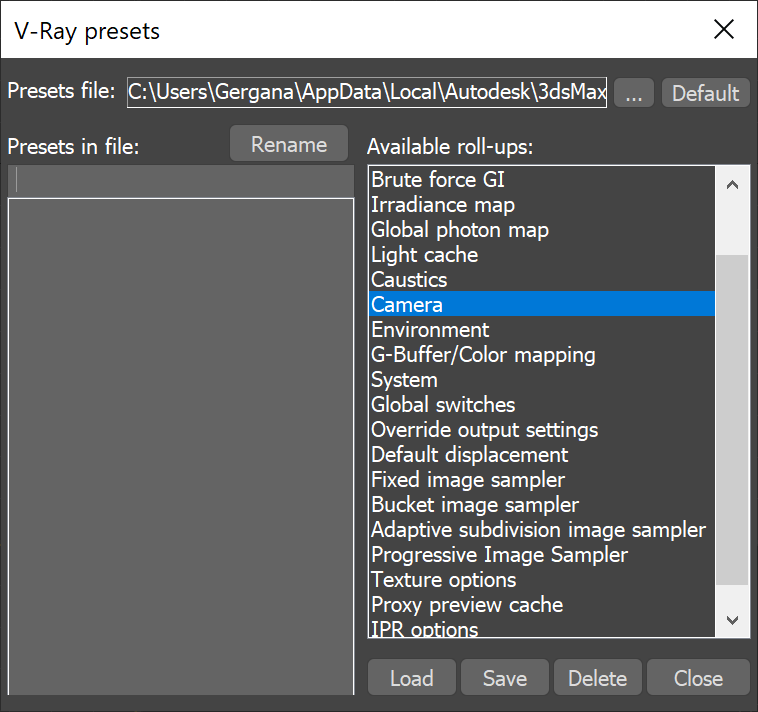 V-Ray presets
Presets file: C:\Users\Gergana\AppData\Local\Autodesk\3dsMax ... Default
Presets in file: Rename Available roll-ups:
Brute force GI
Irradiance map
Global photon map
Light cache
Caustics
Camera
Environment
G-Buffer/Color mapping
System
Global switches
Override output settings
Default displacement
Fixed image sampler
Bucket image sampler
Adaptive subdivision image sampler
Progressive Image Sampler
Texture options
Proxy preview cache
IPR options
Load Save Delete Close